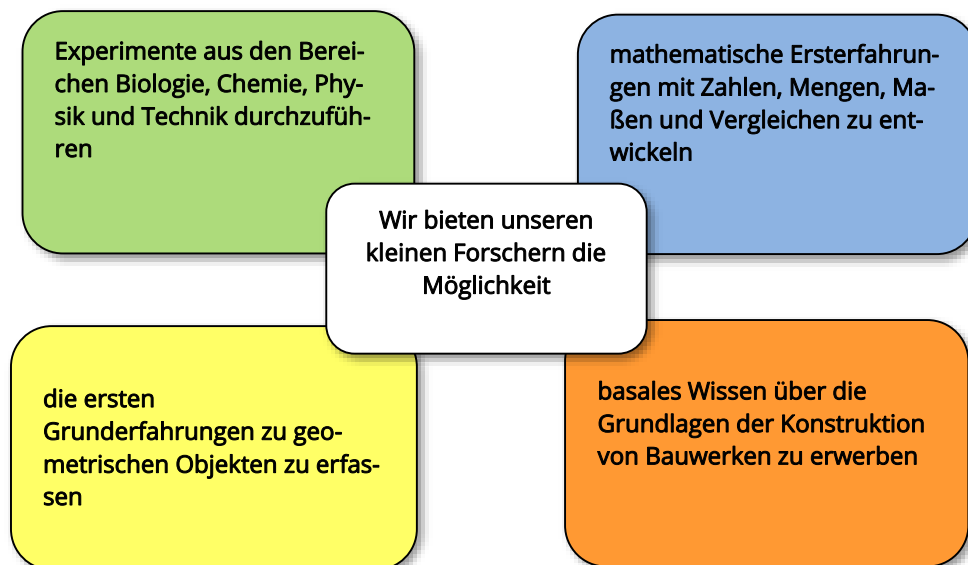 Experimente aus den Berei-
chen Biologie, Chemie, Phy-
sik und Technik durchzufüh-
ren
mathematische Ersterfahrun-
gen mit Zahlen, Mengen, Ma-
ßen und Vergleichen zu ent-
wickeln
Wir bieten unseren
kleinen Forschern die
Möglichkeit
die ersten
Grunderfahrungen zu geo-
metrischen Objekten zu erfas-
sen
basales Wissen über die
Grundlagen der Konstruktion
von Bauwerken zu erwerben